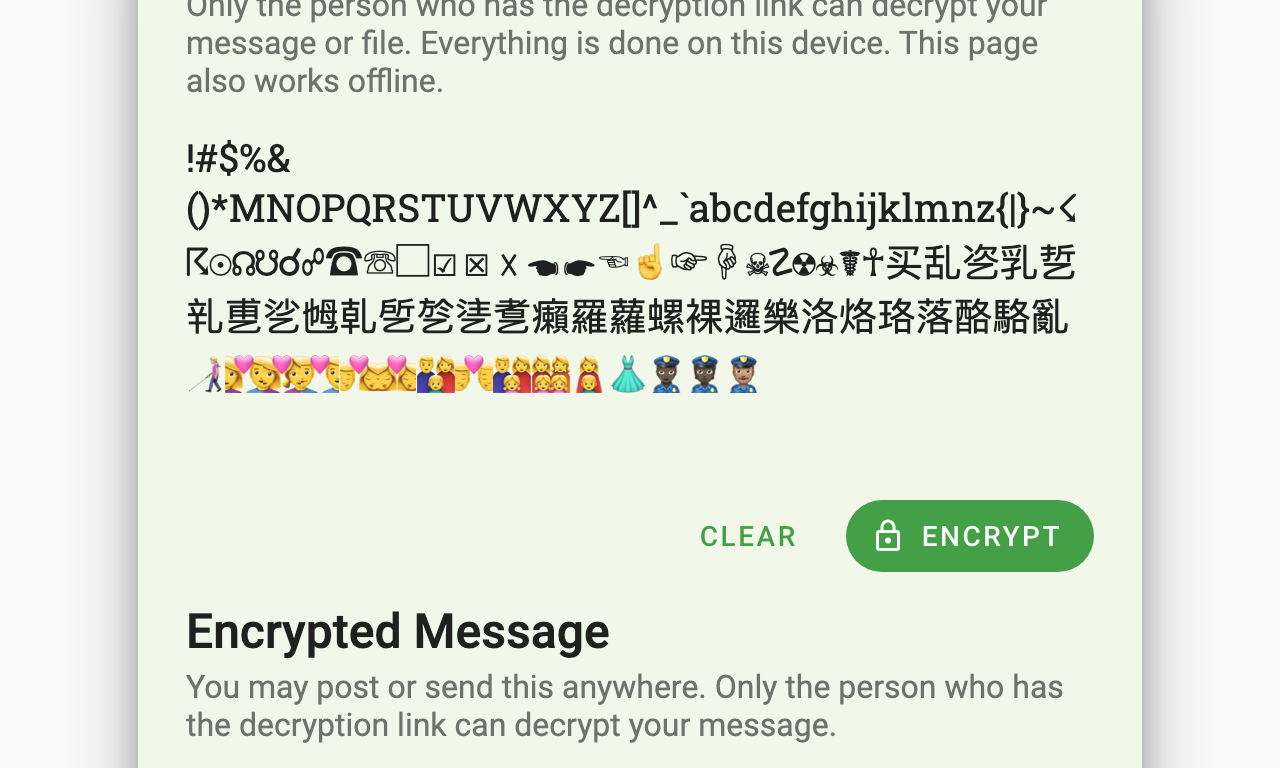 Only the person who has the decryption link can decrypt your
message or file. Everything is done on this device. This page
also works offline.
!#$%&
()*MNOPQRSTUVWXYZ[]^_`abcdefghijklmnz{|}~☇
☈☉☊☋☌☍☎☏☐☑☒☓☚☛☜☝☞☟☠☡☢☣☤☥买乱乲乳乴
乵乶乷乸乹乺乻乼乽癩羅蘿螺裸邏樂洛烙珞落酪駱亂
CLEAR
ENCRYPT
Encrypted Message
You may post or send this anywhere. Only the person who has
the decryption link can decrypt your message.